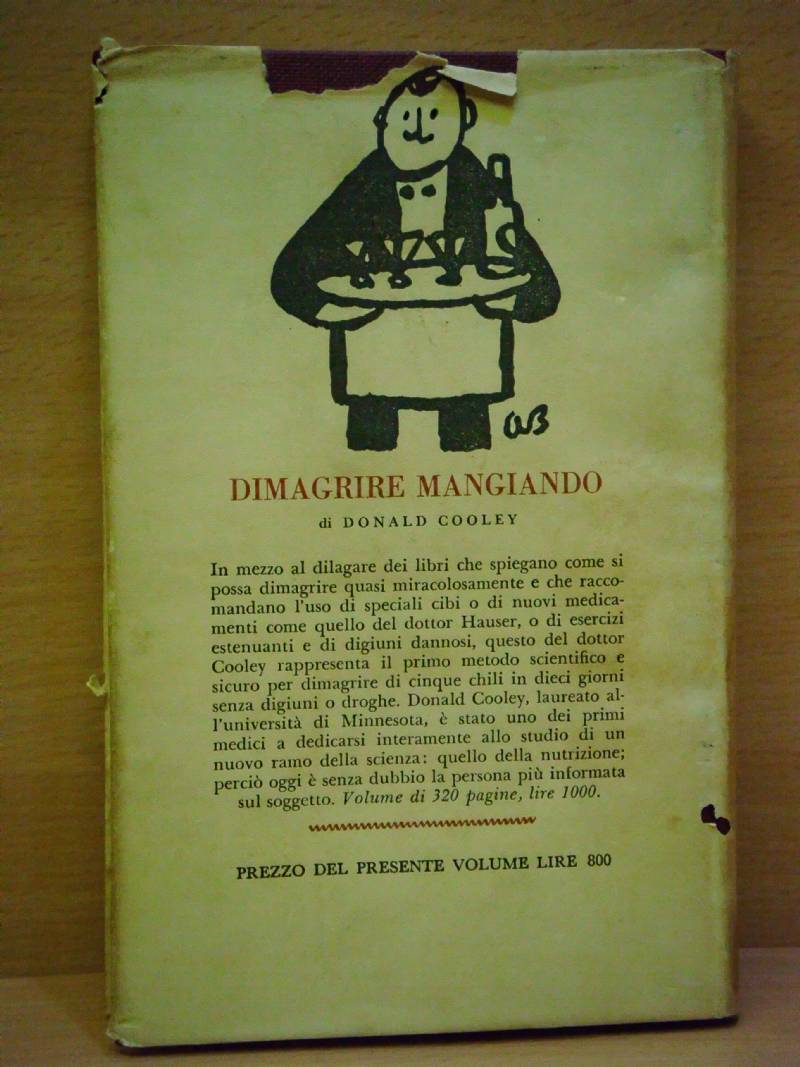 DIMAGRIRE MANGIANDO
di DONALD COOLEY
In mezzo al dilagare dei libri che spiegano come si
possa dimagrire quasi miracolosamente e che racco-
mandano l'uso di speciali cibi o di nuovi medica-
menti come quello del dottor Hauser, o di esercizi
estenuanti e di digiuni dannosi, questo del dottor
Cooley rappresenta il primo metodo scientifico e
sicuro per dimagrire di cinque chili in dieci giorni
senza digiuni o droghe. Donald Cooley, laureato al-
l'università di Minnesota, è stato uno dei primi
medici a dedicarsi interamente allo studio di un
nuovo ramo della scienza: quello della nutrizione;
perciò oggi è senza dubbio la persona più informata
sul soggetto. Volume di 320 pagine, lire 1000.
PREZZO DEL PRESENTE VOLUME LIRE 800